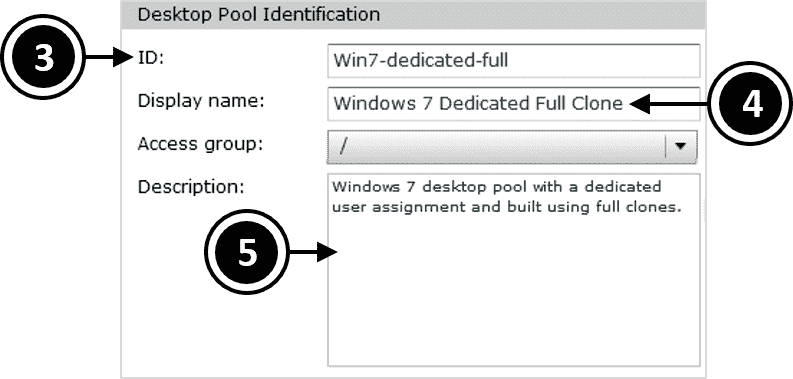 Desktop Pool Identification
3
ID:
Win7-dedicated-full
Display name:
Windows 7 Dedicated Full Clone
4
Access group:
/
Description:
Windows 7 desktop pool with a dedicated
user assignment and built using full clones.
5